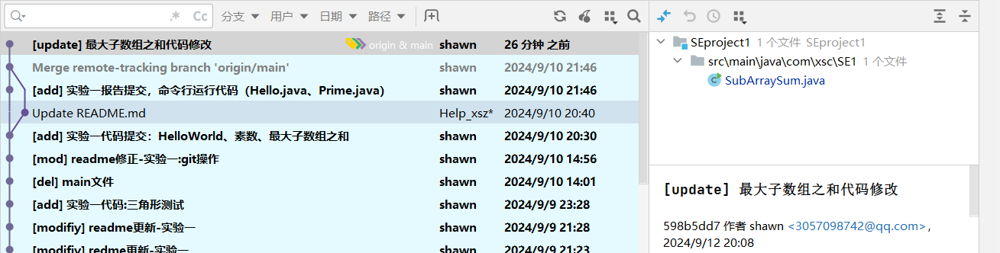 .* Cc 分支 用户 日期 路径
[update] 最大子数组之和代码修改 origin & main shawn 26 分钟 之前
Merge remote-tracking branch 'origin/main' shawn 2024/9/10 21:46
[add] 实验一报告提交，命令行运行代码（Hello.java、Prime.java） shawn 2024/9/10 21:46
Update README.md Help_xsz* 2024/9/10 20:40
[add] 实验一代码提交：HelloWorld、素数、最大子数组之和 shawn 2024/9/10 20:30
[mod] readme修正-实验一:git操作 shawn 2024/9/10 14:56
[del] main文件 shawn 2024/9/10 14:01
[add] 实验一代码:三角形测试 shawn 2024/9/9 23:28
[modifiy] readme更新-实验一 shawn 2024/9/9 21:28
[modifiy] redme更新-实验一 shawn 2024/9/9 21:23
SEproject1 1 个文件 SEproject1
src\main\java\com\xsc\SE1 1 个文件
SubArraySum.java
[update] 最大子数组之和代码修改
598b5dd7 作者 shawn <3057098742@qq.com>,
2024/9/12 20:08